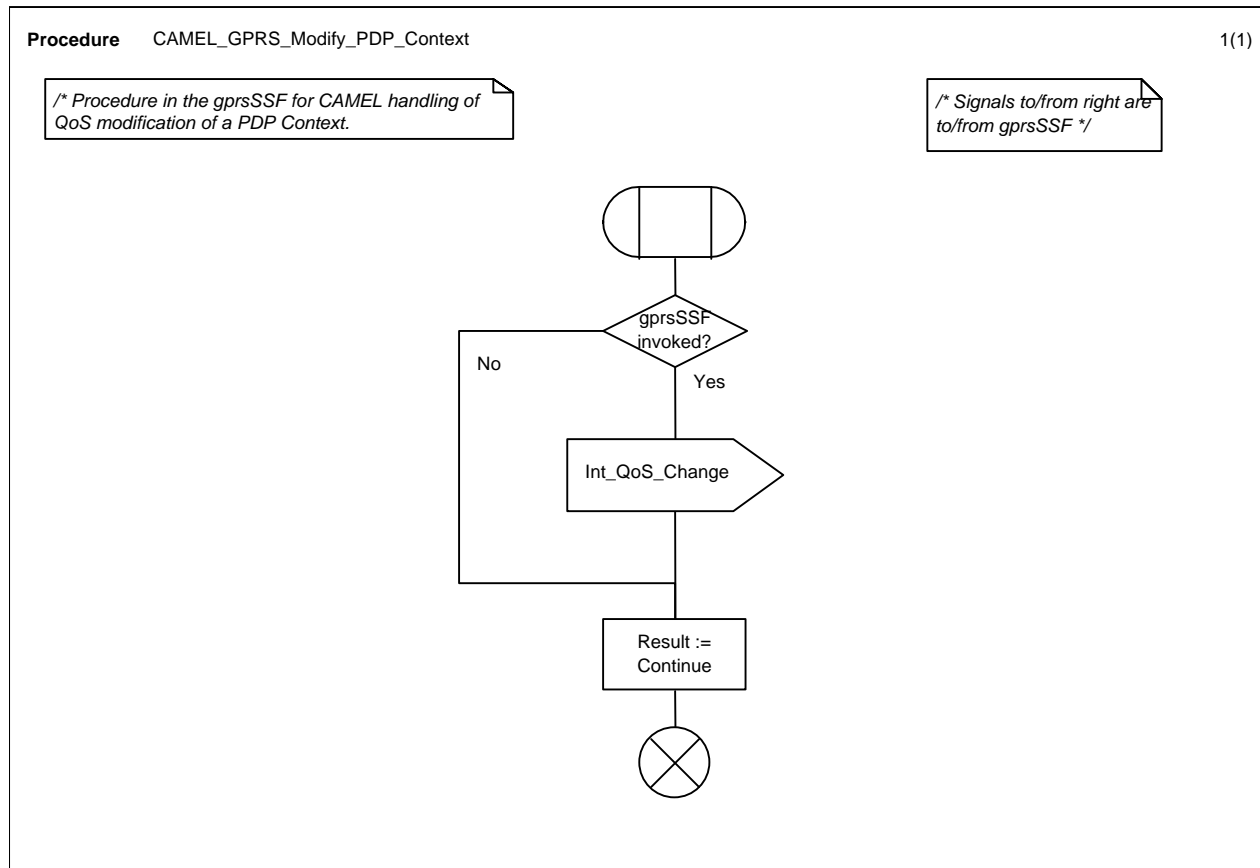 Procedure CAMEL_GPRS_Modify_PDP_Context 1(1)
/* Procedure in the gprsSSF for CAMEL handling of
QoS modification of a PDP Context.
/* Signals to/from right are
to/from gprsSSF */
gprsSSF
invoked?
No
Yes
Int_QoS_Change
Result :=
Continue